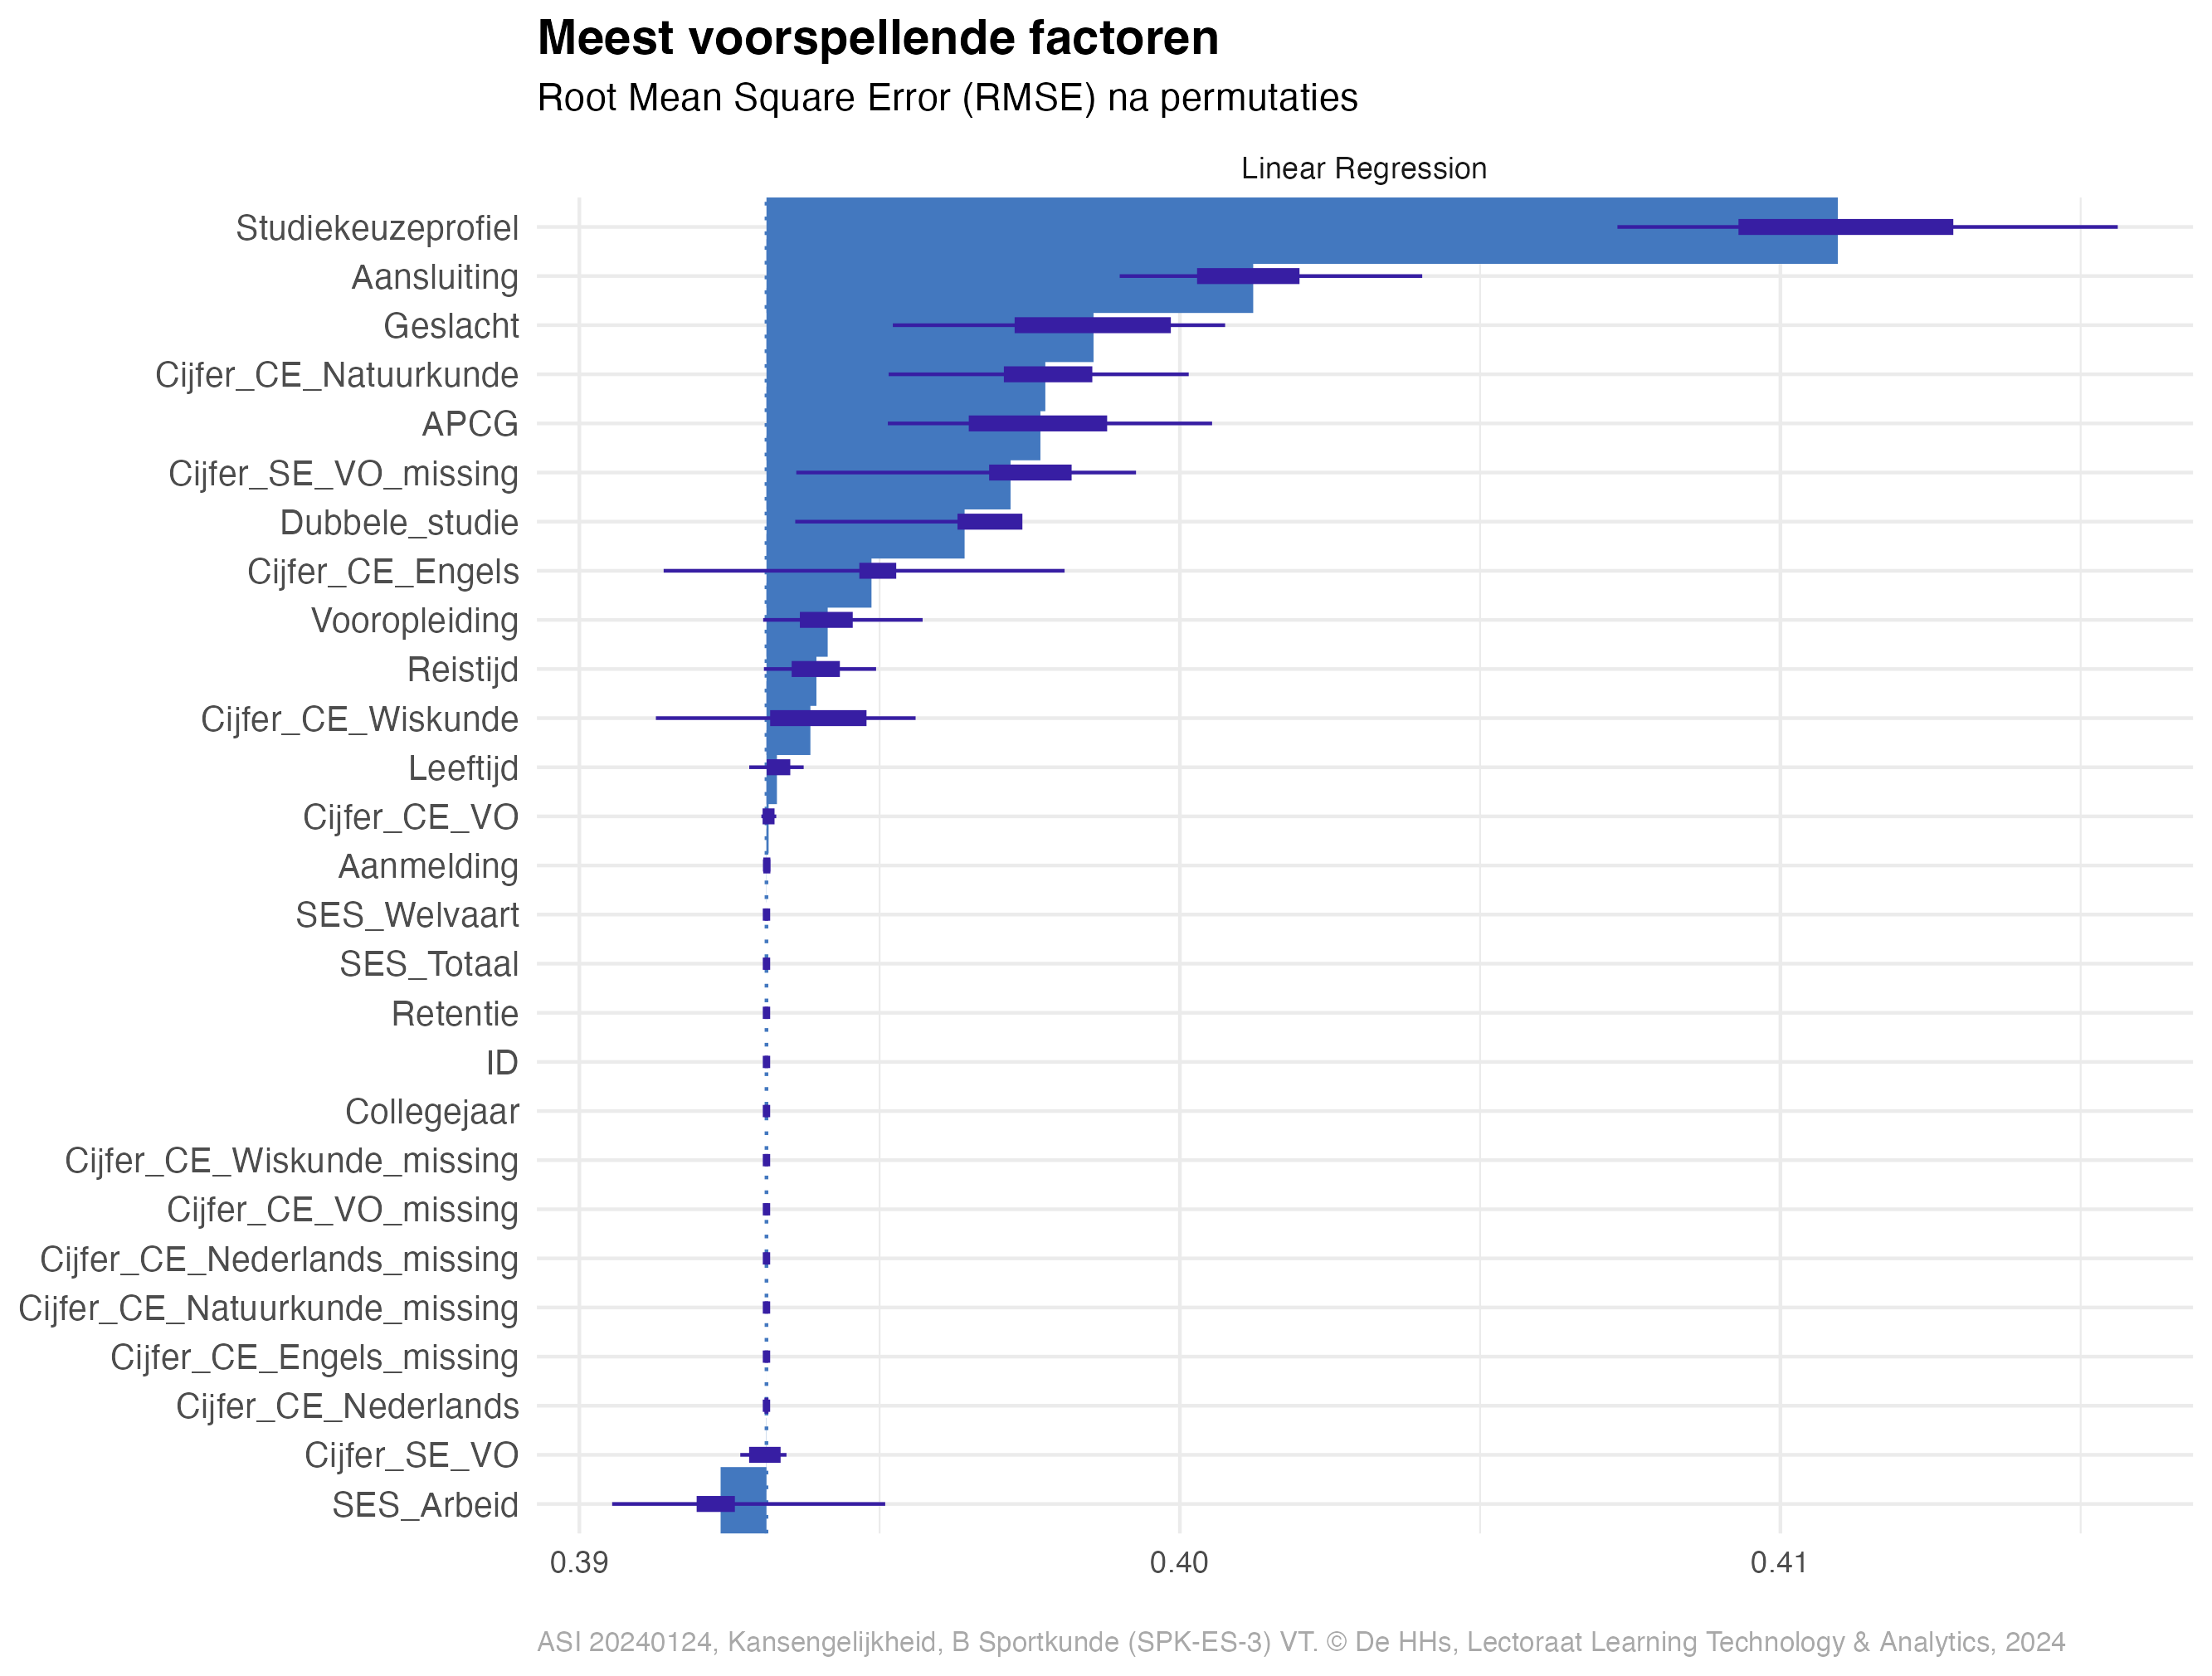 Meest voorspellende factoren
Root Mean Square Error (RMSE) na permutaties
Linear Regression
Studiekeuzeprofiel
Aansluiting
Geslacht
Cijfer_CE_Natuurkunde
APCG
Cijfer_SE_VO_missing
Dubbele_studie
Cijfer_CE_Engels
Vooropleiding
Reistijd
Cijfer_CE_Wiskunde
Leeftijd
Cijfer_CE_VO
Aanmelding
SES_Welvaart
SES_Totaal
Retentie
ID
Collegejaar
Cijfer_CE_Wiskunde_missing
Cijfer_CE_VO_missing
Cijfer_CE_Nederlands_missing
Cijfer_CE_Natuurkunde_missing
Cijfer_CE_Engels_missing
Cijfer_CE_Nederlands
Cijfer_SE_VO
SES_Arbeid
0.39 0.40 0.41
ASI 20240124, Kansengelijkheid, B Sportkunde (SPK-ES-3) VT. © De HHs, Lectoraat Learning Technology & Analytics, 2024